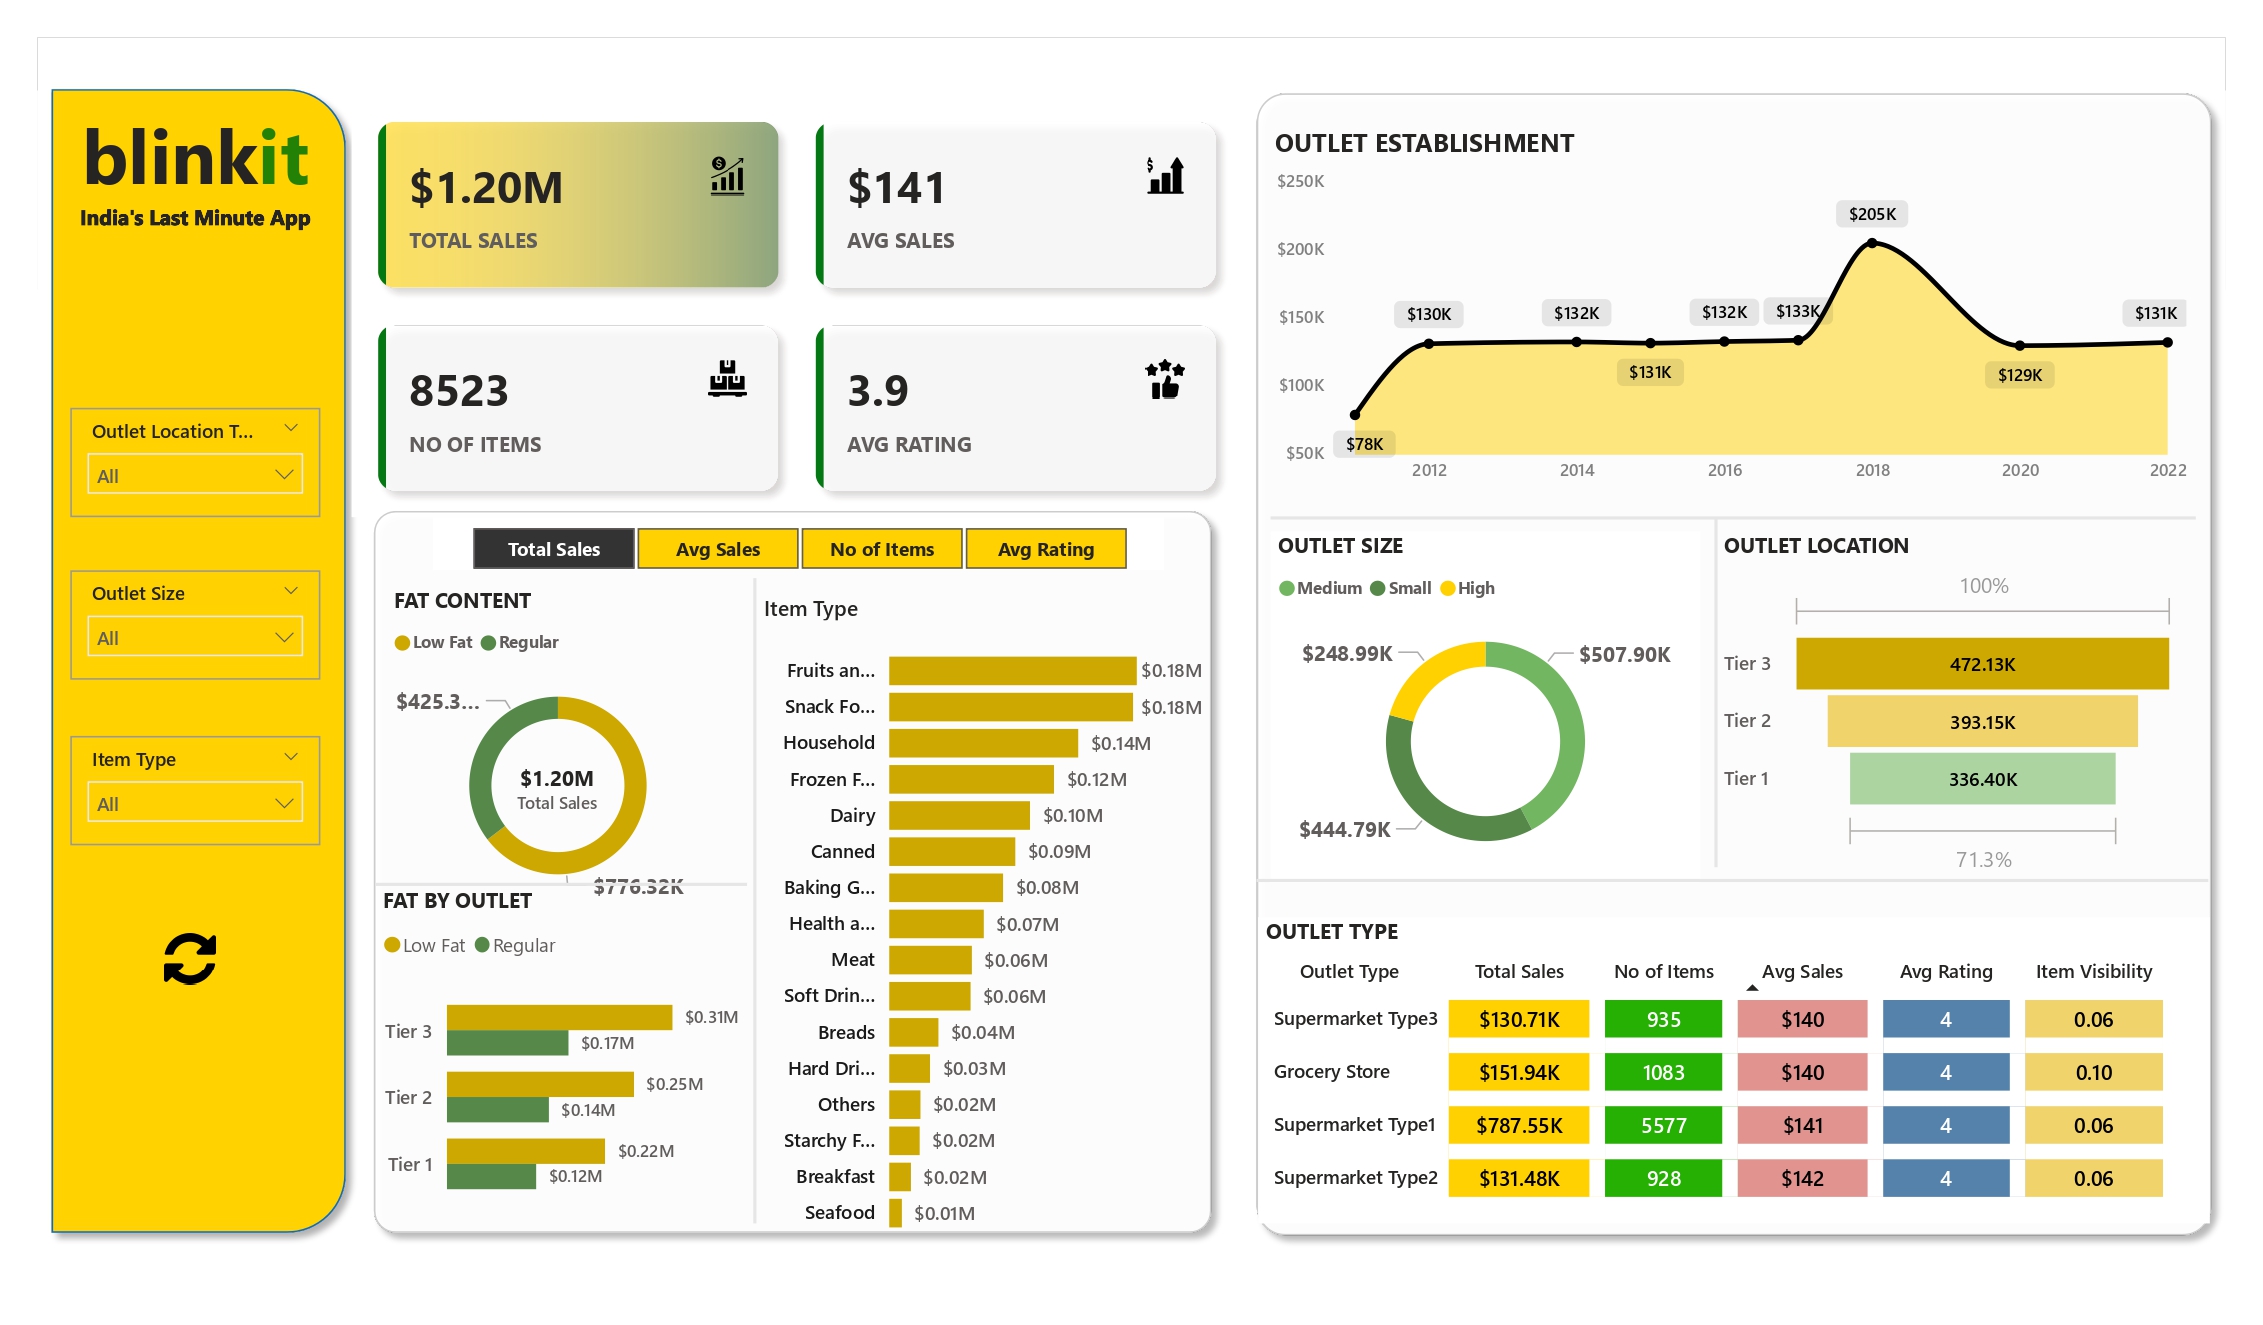 blinkit
India's Last Minute App
Outlet Location T...
All
Outlet Size
All
Item Type
All
$1.20M
TOTAL SALES
$141
AVG SALES
8523
NO OF ITEMS
3.9
AVG RATING
Total Sales Avg Sales No of Items Avg Rating
FAT CONTENT
Low Fat Regular
$425.3...
$1.20M
Total Sales
$776.32K
FAT BY OUTLET
Low Fat Regular
Tier 3 $0.31M
$0.17M
Tier 2 $0.25M
$0.14M
Tier 1 $0.22M
$0.12M
Item Type
Fruits an... $0.18M
Snack Fo... $0.18M
Household $0.14M
Frozen F... $0.12M
Dairy $0.10M
Canned $0.09M
Baking G... $0.08M
Health a... $0.07M
Meat $0.06M
Soft Drin... $0.06M
Breads $0.04M
Hard Dri... $0.03M
Others $0.02M
Starchy F... $0.02M
Breakfast $0.02M
Seafood $0.01M
OUTLET ESTABLISHMENT
$250K
$200K
$150K
$100K
$50K
$78K
$130K
$132K
$131K
$132K
$133K
$205K
$129K
$131K
2012 2014 2016 2018 2020 2022
OUTLET SIZE
Medium Small High
$248.99K $507.90K
$444.79K
OUTLET LOCATION
100%
Tier 3 472.13K
Tier 2 393.15K
Tier 1 336.40K
71.3%
OUTLET TYPE
Outlet Type Total Sales No of Items Avg Sales Avg Rating Item Visibility
Supermarket Type3 $130.71K 935 $140 4 0.06
Grocery Store $151.94K 1083 $140 4 0.10
Supermarket Type1 $787.55K 5577 $141 4 0.06
Supermarket Type2 $131.48K 928 $142 4 0.06